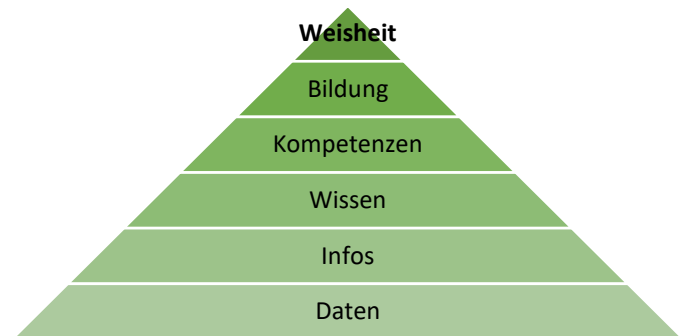 Weisheit
Bildung
Kompetenzen
Wissen
Infos
Daten